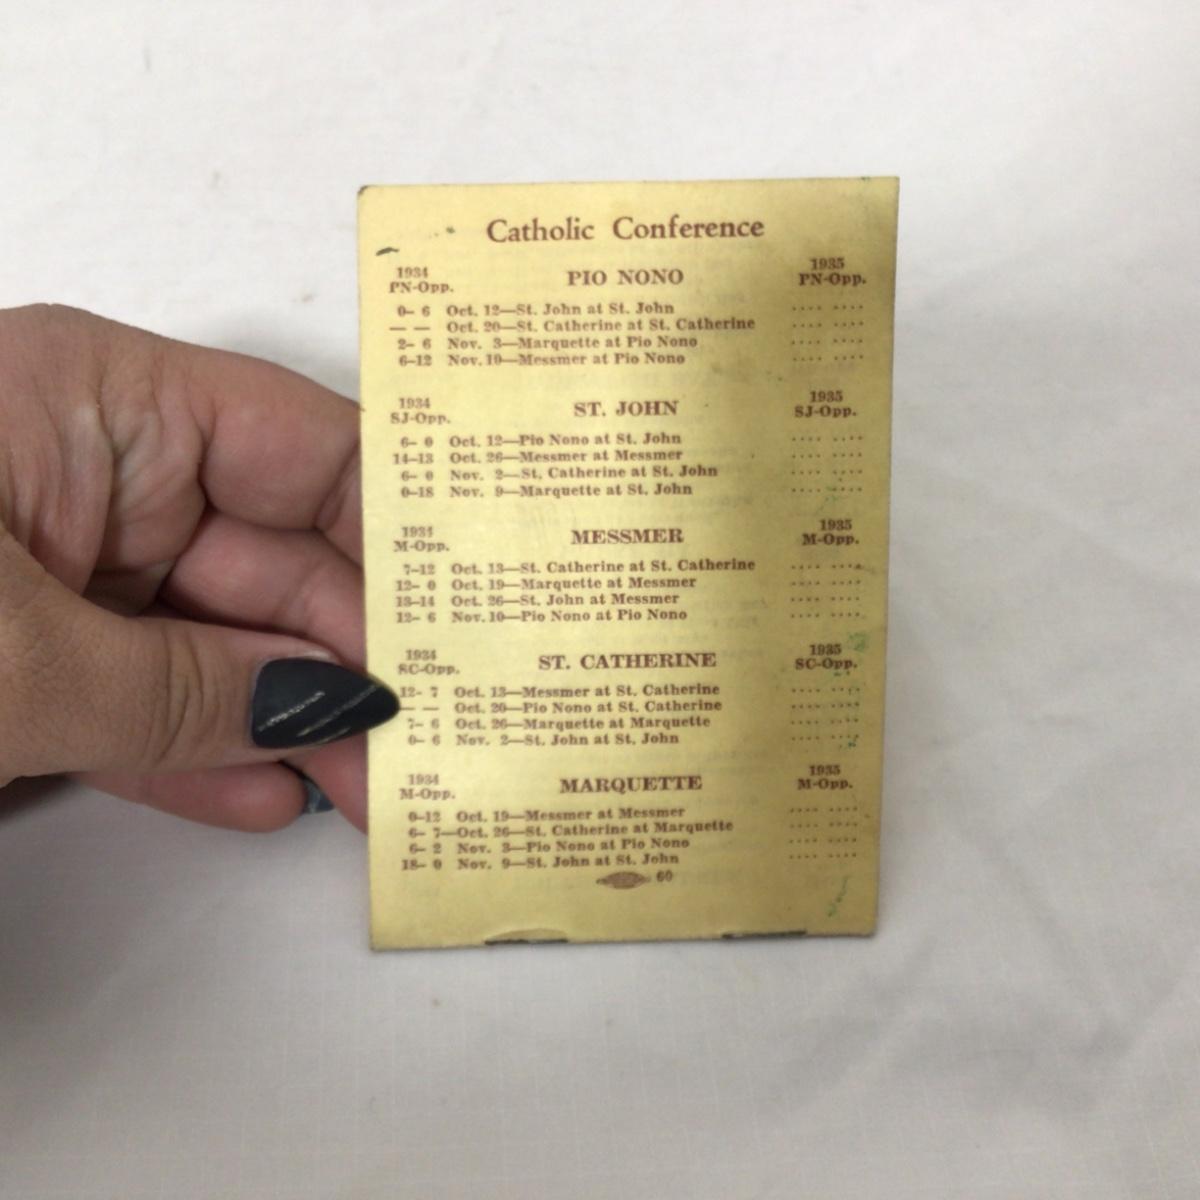 Catholic Conference
1934 PIO NONO 1935
PN-Opp. PN-Opp.
0- 6 Oct. 12—St. John at St. John .... ....
— — Oct. 20—St. Catherine at St. Catherine .... ....
2- 6 Nov. 3—Marquette at Pio Nono .... ....
6-12 Nov. 10—Messmer at Pio Nono .... ....
1934 ST. JOHN 1935
SJ-Opp. SJ-Opp.
6- 0 Oct. 12—Pio Nono at St. John .... ....
14-13 Oct. 26—Messmer at Messmer .... ....
6- 0 Nov. 2—St. Catherine at St. John .... ....
0-18 Nov. 9—Marquette at St. John .... ....
1934 MESSMER 1935
M-Opp. M-Opp.
7-12 Oct. 13—St. Catherine at St. Catherine .... ....
12- 0 Oct. 19—Marquette at Messmer .... ....
13-14 Oct. 26—St. John at Messmer .... ....
12- 6 Nov. 10—Pio Nono at Pio Nono .... ....
1934 ST. CATHERINE 1935
SC-Opp. SC-Opp.
12- 7 Oct. 13—Messmer at St. Catherine .... ....
— — Oct. 20—Pio Nono at St. Catherine .... ....
7- 6 Oct. 26—Marquette at Marquette .... ....
0- 6 Nov. 2—St. John at St. John .... ....
1934 MARQUETTE 1935
M-Opp. M-Opp.
0-12 Oct. 19—Messmer at Messmer .... ....
6- 7—Oct. 26—St. Catherine at Marquette .... ....
6- 2 Nov. 3—Pio Nono at Pio Nono .... ....
18- 0 Nov. 9—St. John at St. John .... ....
60